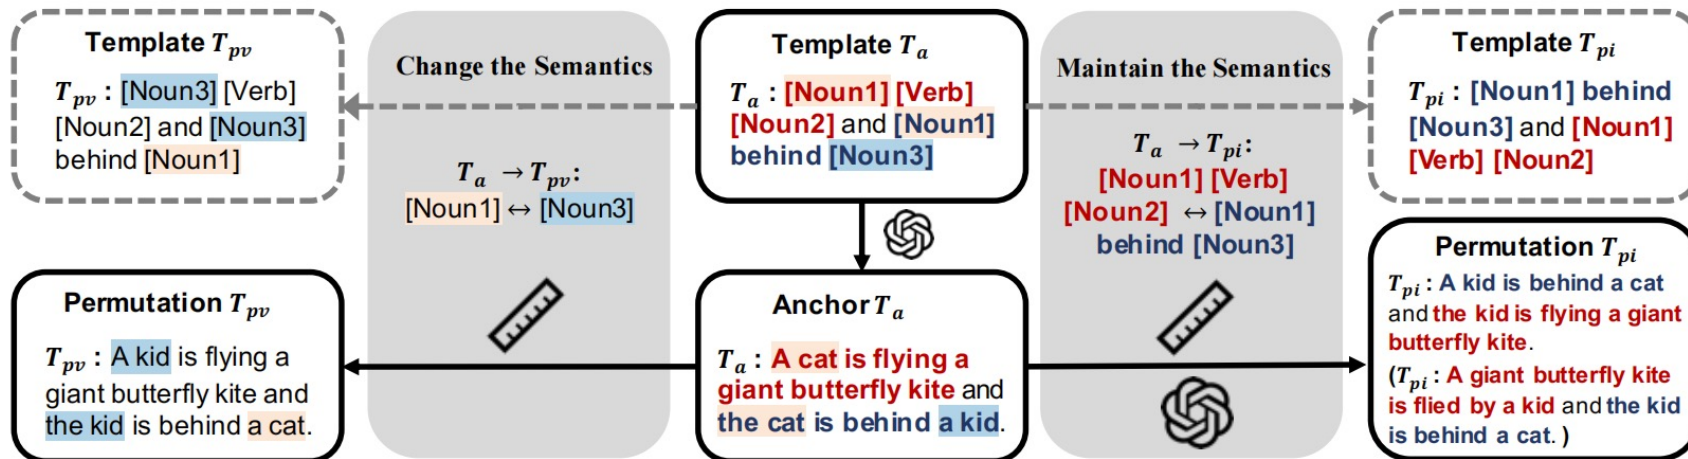 Template T_pv
T_pv : [Noun3] [Verb]
[Noun2] and [Noun3]
behind [Noun1]
Change the Semantics
T_a → T_pv:
[Noun1] ↔ [Noun3]
Template T_a
T_a : [Noun1] [Verb]
[Noun2] and [Noun1]
behind [Noun3]
Maintain the Semantics
T_a → T_pi:
[Noun1] [Verb]
[Noun2] ↔ [Noun1]
behind [Noun3]
Template T_pi
T_pi : [Noun1] behind
[Noun3] and [Noun1]
[Verb] [Noun2]
Permutation T_pv
T_pv : A kid is flying a
giant butterfly kite and
the kid is behind a cat.
Anchor T_a
T_a : A cat is flying a
giant butterfly kite and
the cat is behind a kid.
Permutation T_pi
T_pi : A kid is behind a cat
and the kid is flying a giant
butterfly kite.
(T_pi : A giant butterfly kite
is flied by a kid and the kid
is behind a cat. )